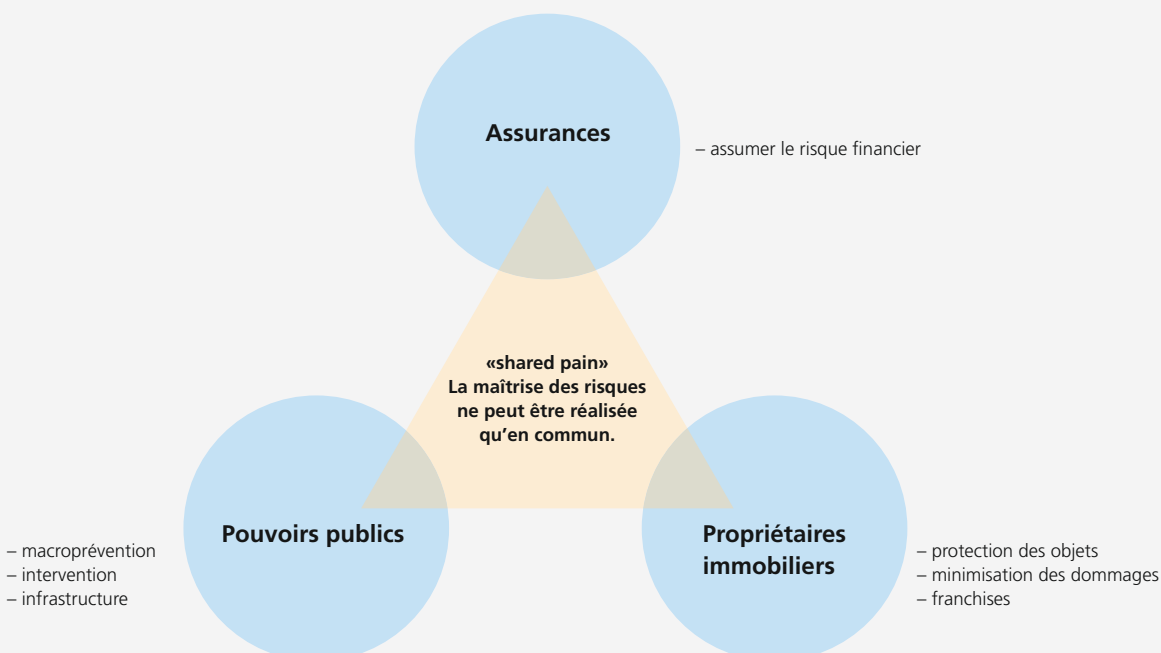 Assurances
– assumer le risque financier
«shared pain»
La maîtrise des risques
ne peut être réalisée
qu’en commun.
Pouvoirs publics
– macroprévention
– intervention
– infrastructure
Propriétaires
immobiliers
– protection des objets
– minimisation des dommages
– franchises